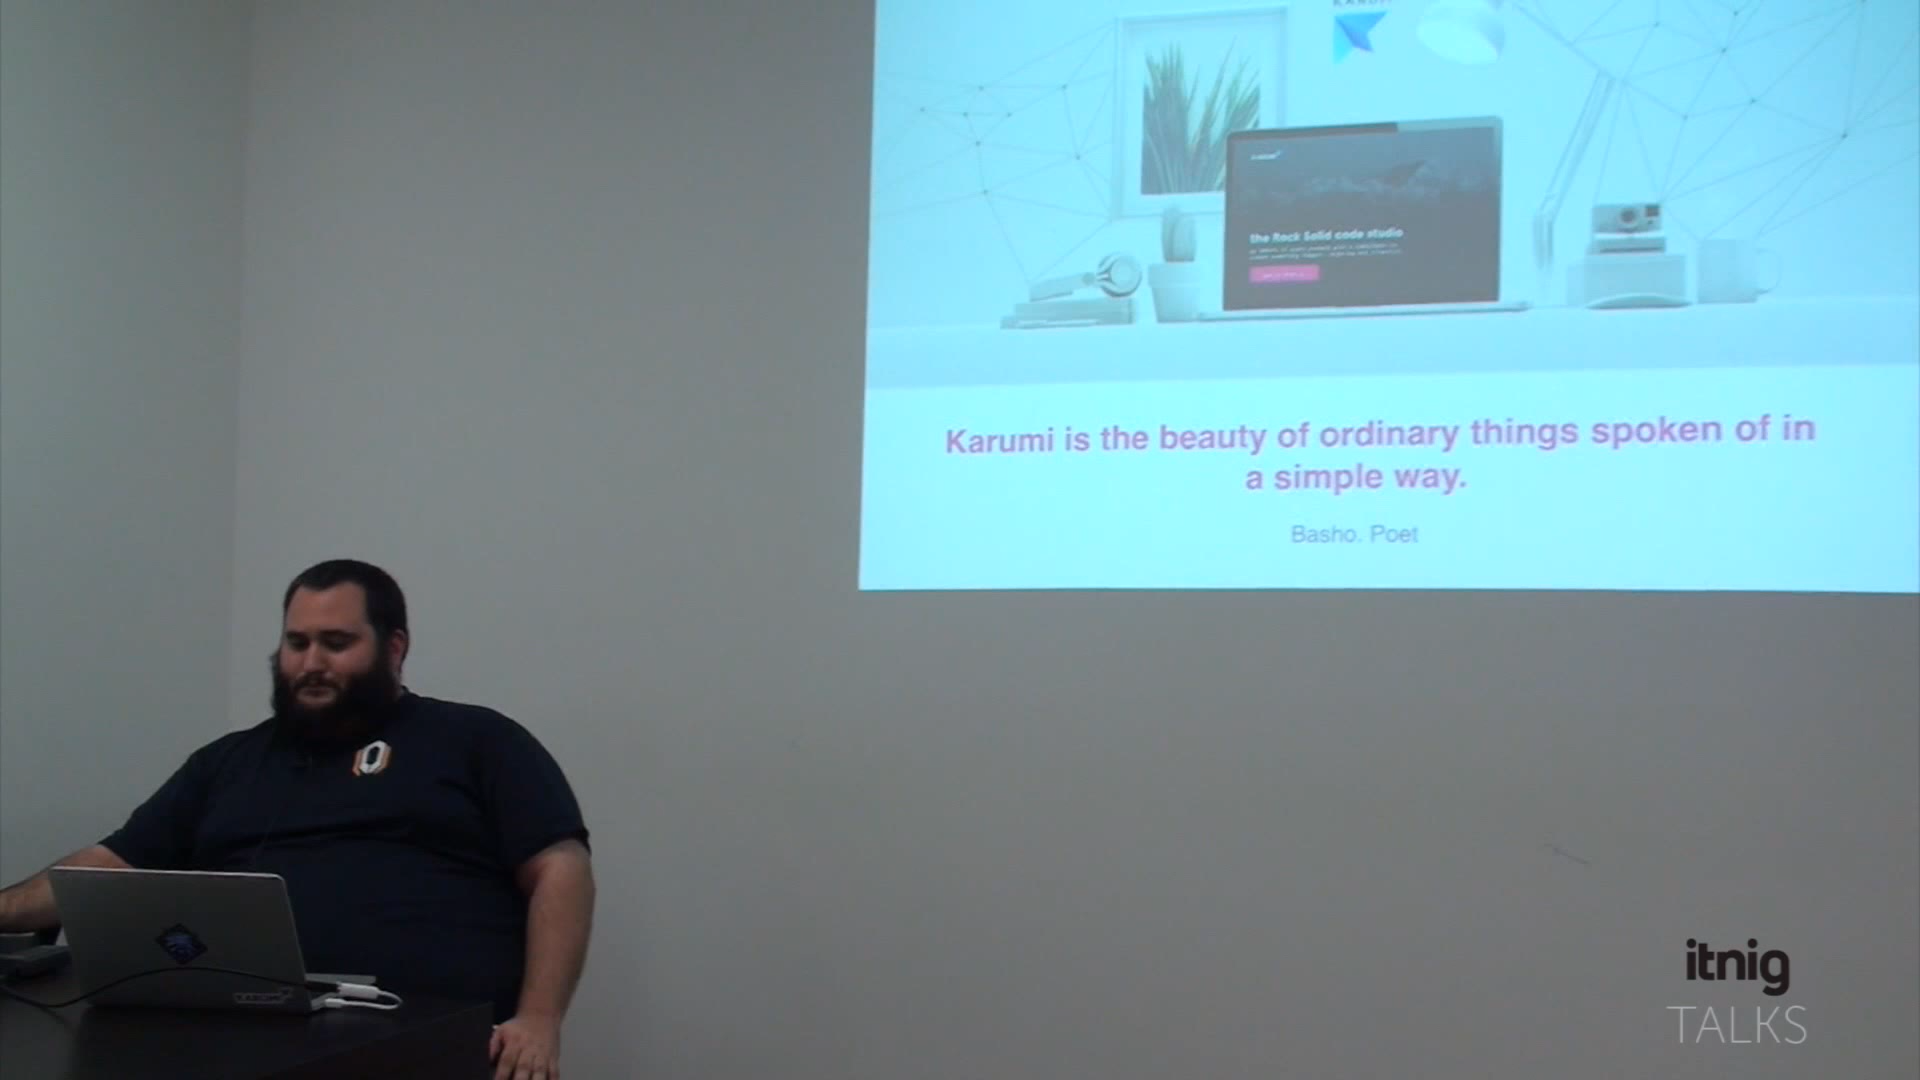 the Rock Solid code studio
Karumi is the beauty of ordinary things spoken of in
a simple way.
Basho. Poet
KARUMI
itnig
TALKS